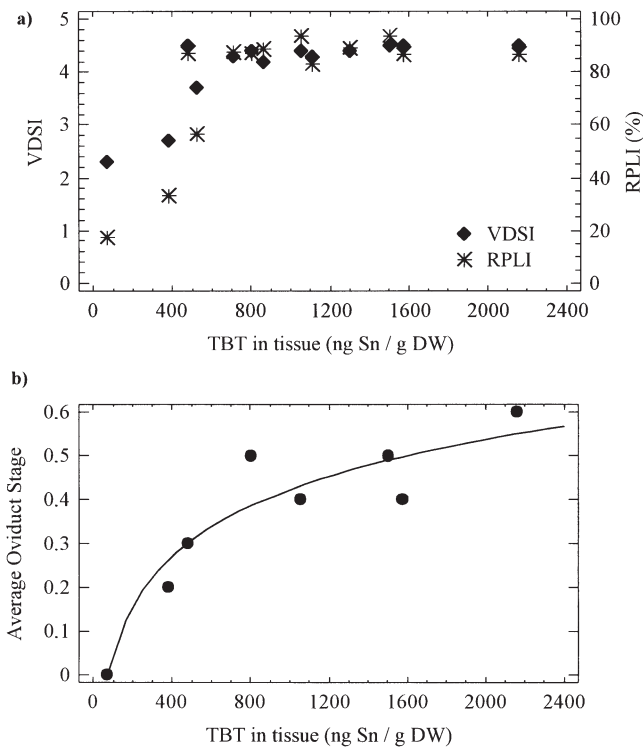 a)
5
4
3
2
1
0
VDSI
100
80
60
40
20
0
RPLI (%)
VDSI
RPLI
0 400 800 1200 1600 2000 2400
TBT in tissue (ng Sn / g DW)
b)
0.6
0.5
0.4
0.3
0.2
0.1
0
Average Oviduct Stage
0 400 800 1200 1600 2000 2400
TBT in tissue (ng Sn / g DW)